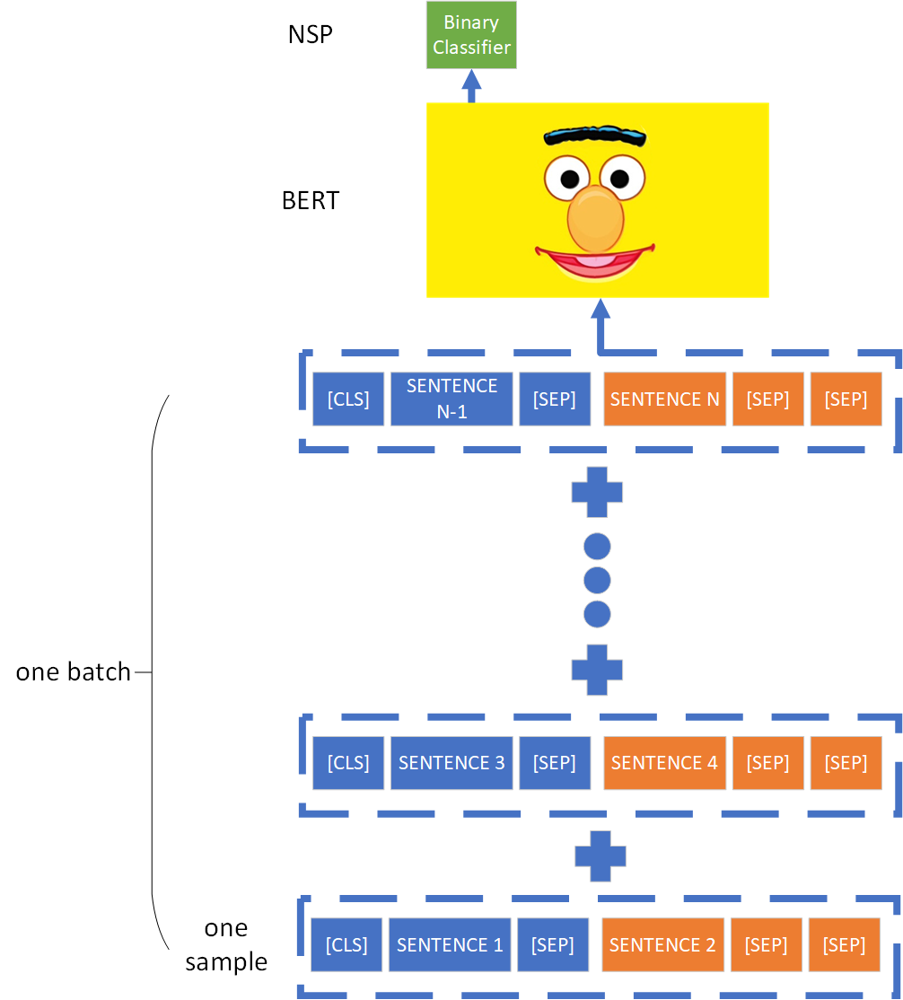 NSP
Binary
Classifier
BERT
[CLS]
SENTENCE
N-1
[SEP]
SENTENCE N
[SEP]
[SEP]
one batch
[CLS]
SENTENCE 3
[SEP]
SENTENCE 4
[SEP]
[SEP]
one
sample
[CLS]
SENTENCE 1
[SEP]
SENTENCE 2
[SEP]
[SEP]